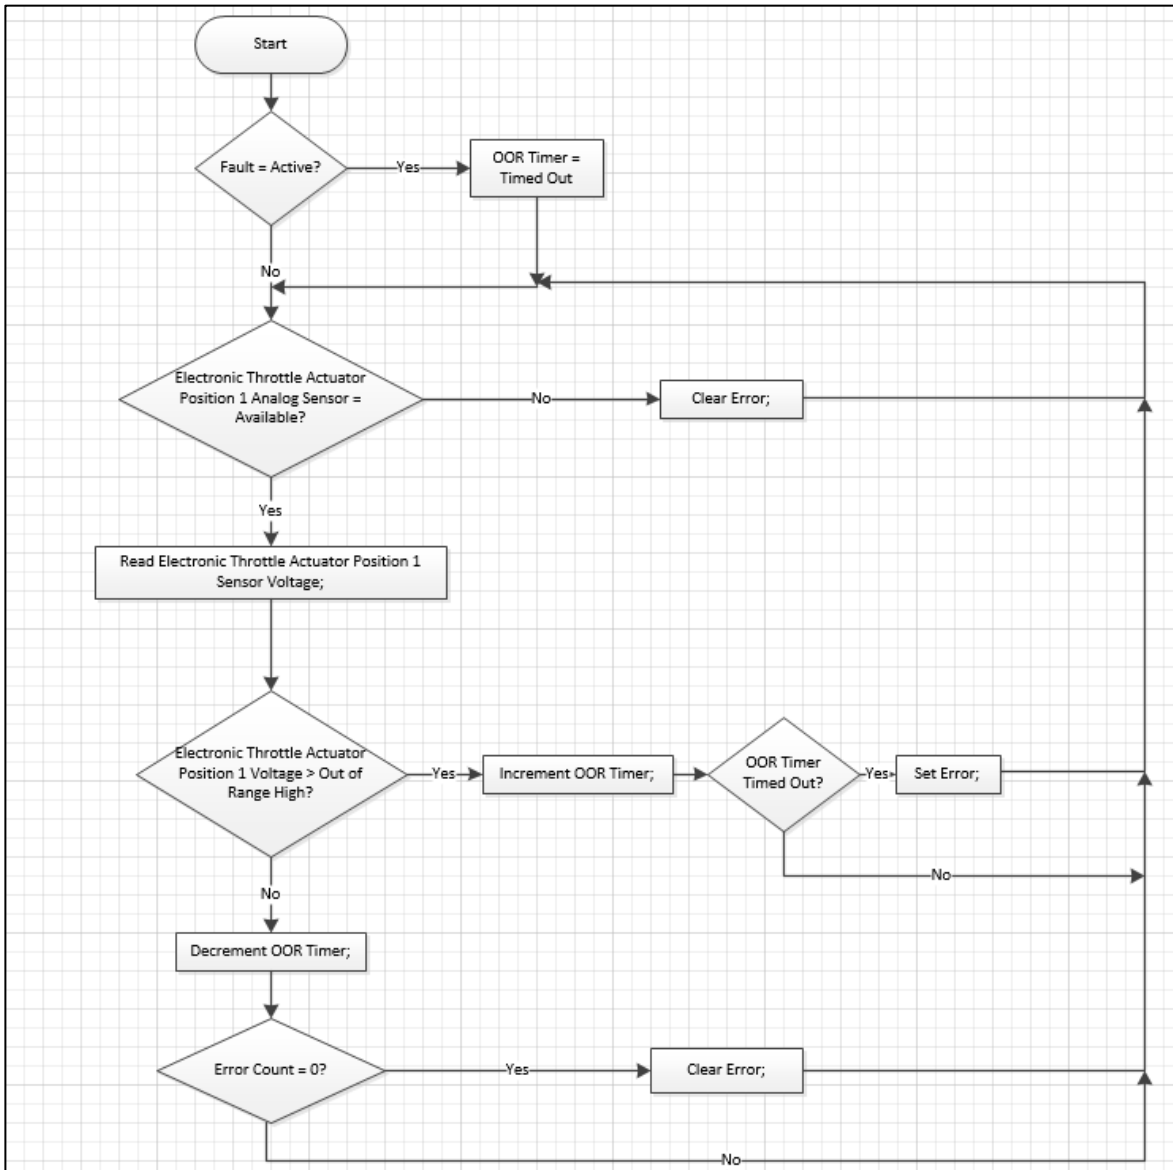 Start
Fault = Active?
Yes
OOR Timer =
Timed Out
No
Electronic Throttle Actuator
Position 1 Analog Sensor =
Available?
No
Clear Error;
Yes
Read Electronic Throttle Actuator Position 1
Sensor Voltage;
Electronic Throttle Actuator
Position 1 Voltage > Out of
Range High?
Yes
Increment OOR Timer;
OOR Timer
Timed Out?
Yes
Set Error;
No
No
Decrement OOR Timer;
Error Count = 0?
Yes
Clear Error;
No